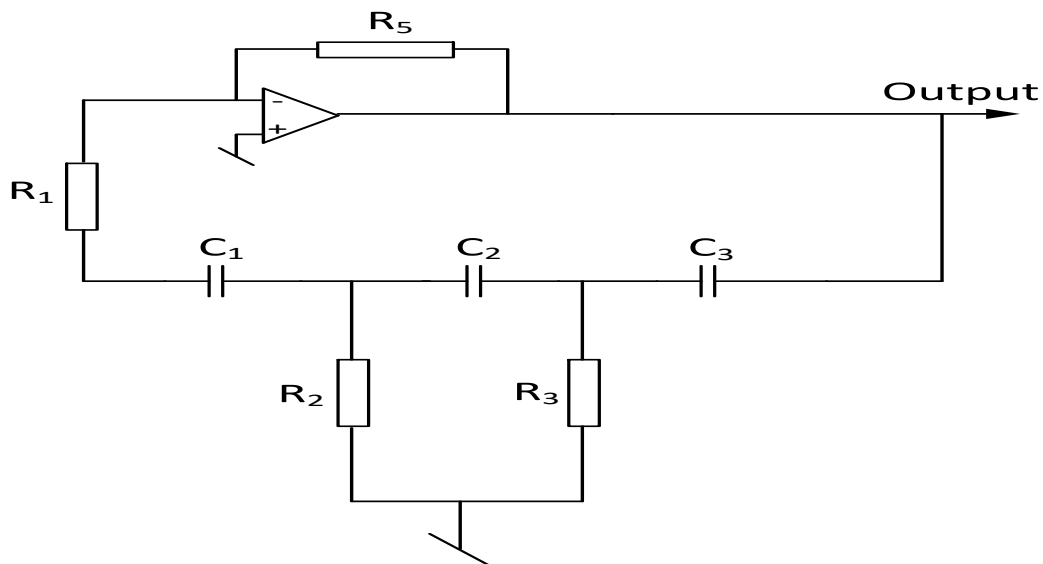 R₅
Output
-
+
R₁
C₁
C₂
C₃
R₂
R₃